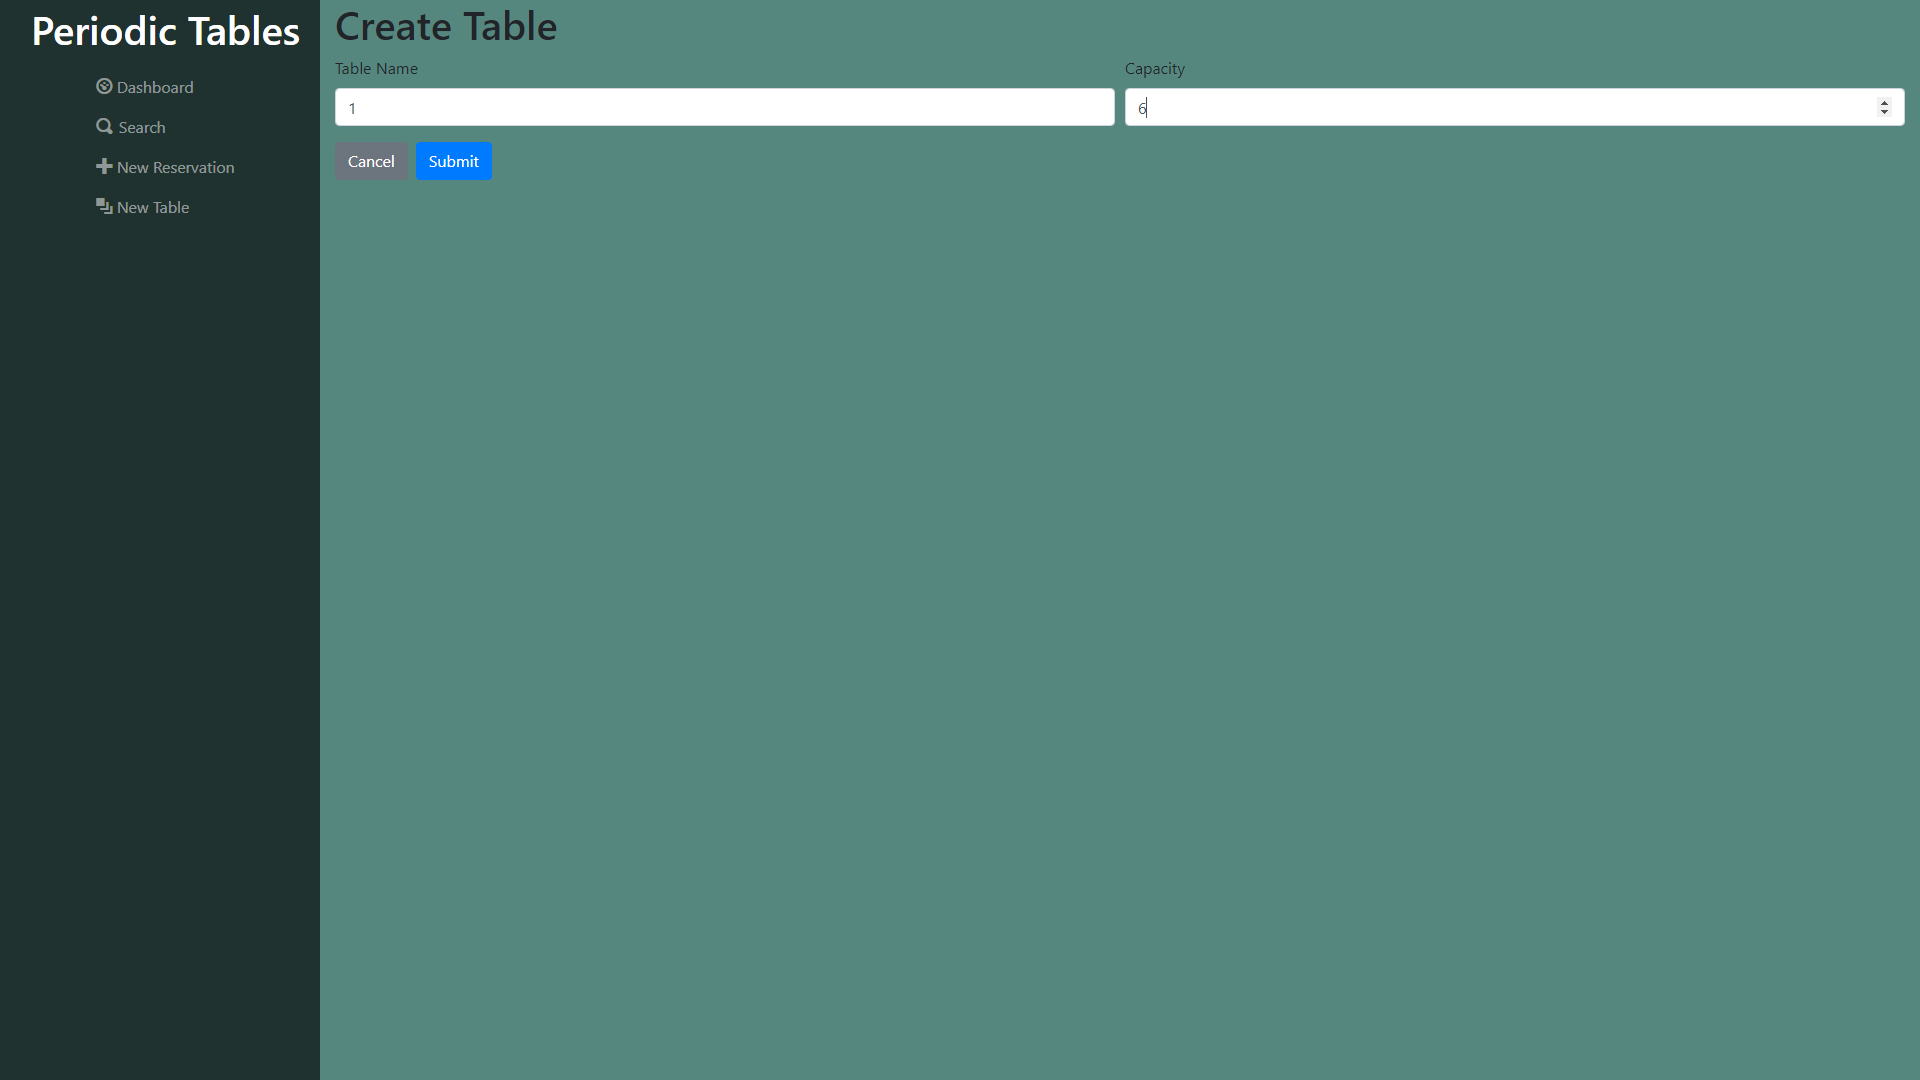 Periodic Tables
Dashboard
Search
New Reservation
New Table
Create Table
Table Name
Capacity
1
6
Cancel
Submit